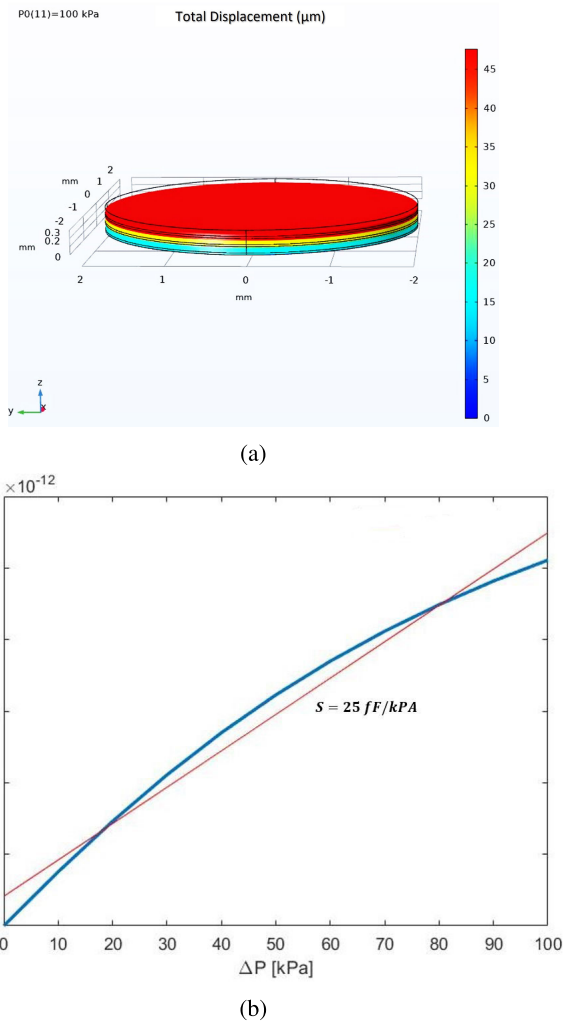 P0(11)=100 kPa
Total Displacement (μm)
45
40
35
30
25
20
15
10
5
0
mm
2
1
0
-1
-2
0.3
0.2
0
mm
2
1
0
-1
-2
mm
z
y
x
(a)
×10⁻¹²
S = 25 fF/kPA
0 10 20 30 40 50 60 70 80 90 100
ΔP [kPa]
(b)